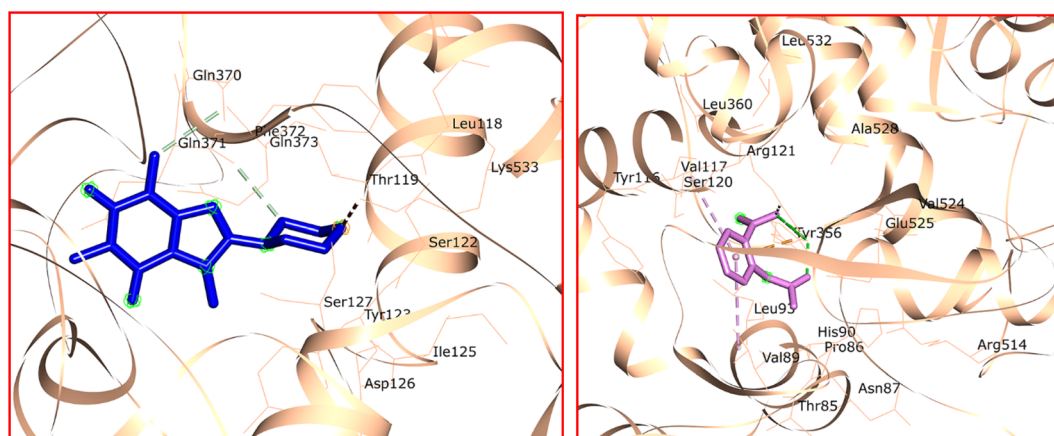 Gln370
Gln371
Phe372
Gln373
Leu118
Lys533
Thr119
Ser122
Ser127
Tyr123
Ile125
Asp126
Leu532
Leu360
Ala528
Arg121
Val117
Tyr116
Ser120
Val524
Glu525
Tyr356
Leu93
His90
Val89
Pro86
Arg514
Asn87
Thr85